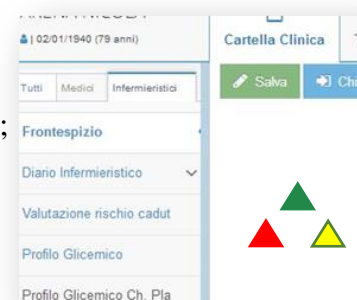 | 02/01/1940 (79 anni)
Cartella Clinica
Salva
Tutti Medici Infermieristici
;
Frontespizio
Diario Infermieristico
Valutazione rischio cadut
Profilo Glicemico
Profilo Glicemico Ch. Pla